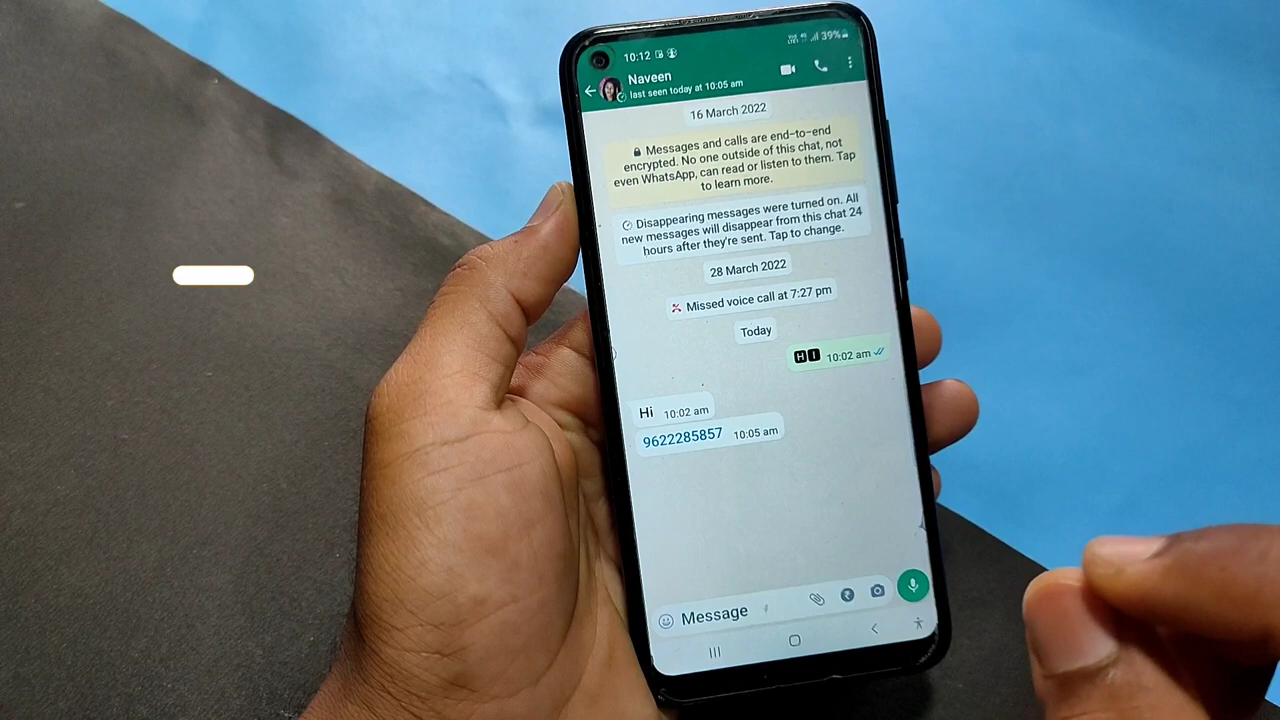 10:12
39%
Naveen
last seen today at 10:05 am
16 March 2022
Messages and calls are end-to-end
encrypted. No one outside of this chat, not
even WhatsApp, can read or listen to them. Tap
to learn more.
Disappearing messages were turned on. All
new messages will disappear from this chat 24
hours after they're sent. Tap to change.
28 March 2022
Missed voice call at 7:27 pm
Today
HI 10:02 am
Hi 10:02 am
9622285857 10:05 am
Message